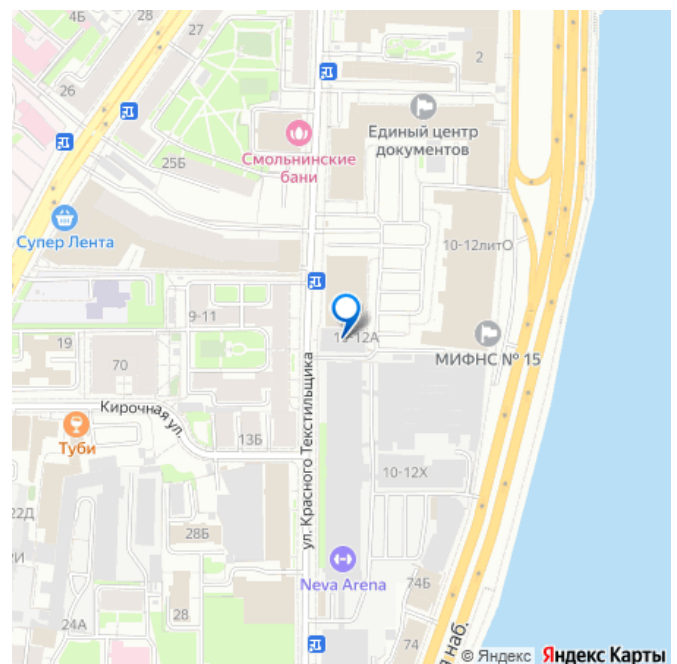 4Б
28
27
27
2
26
Единый центр
документов
Смольнинские
бани
25Б
Супер Лента
10-12литО
9-11
19
10-12А
МИФНС № 15
70
Кирочная ул.
Туби
13Б
ул. Красного Текстильщика
10-12Х
22Д
28Б
Neva Arena
74Б
28
24А
74
я наб.
© Яндекс Яндекс Карты